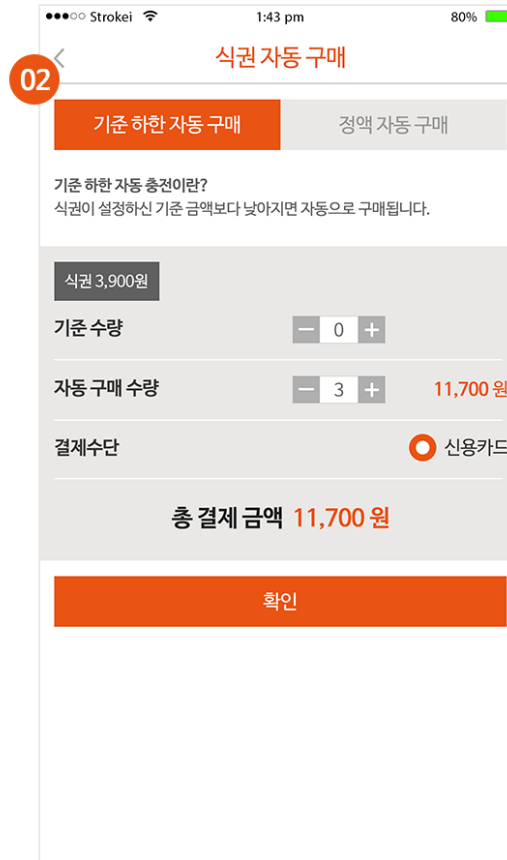 Strokei 1:43 pm 80%
식권 자동 구매
02
기준 하한 자동 구매 정액 자동 구매
기준 하한 자동 충전이란?
식권이 설정하신 기준 금액보다 낮아지면 자동으로 구매됩니다.
식권 3,900원
기준 수량 － 0 ＋
자동 구매 수량 － 3 ＋ 11,700 원
결제수단 신용카드
총 결제 금액 11,700 원
확인